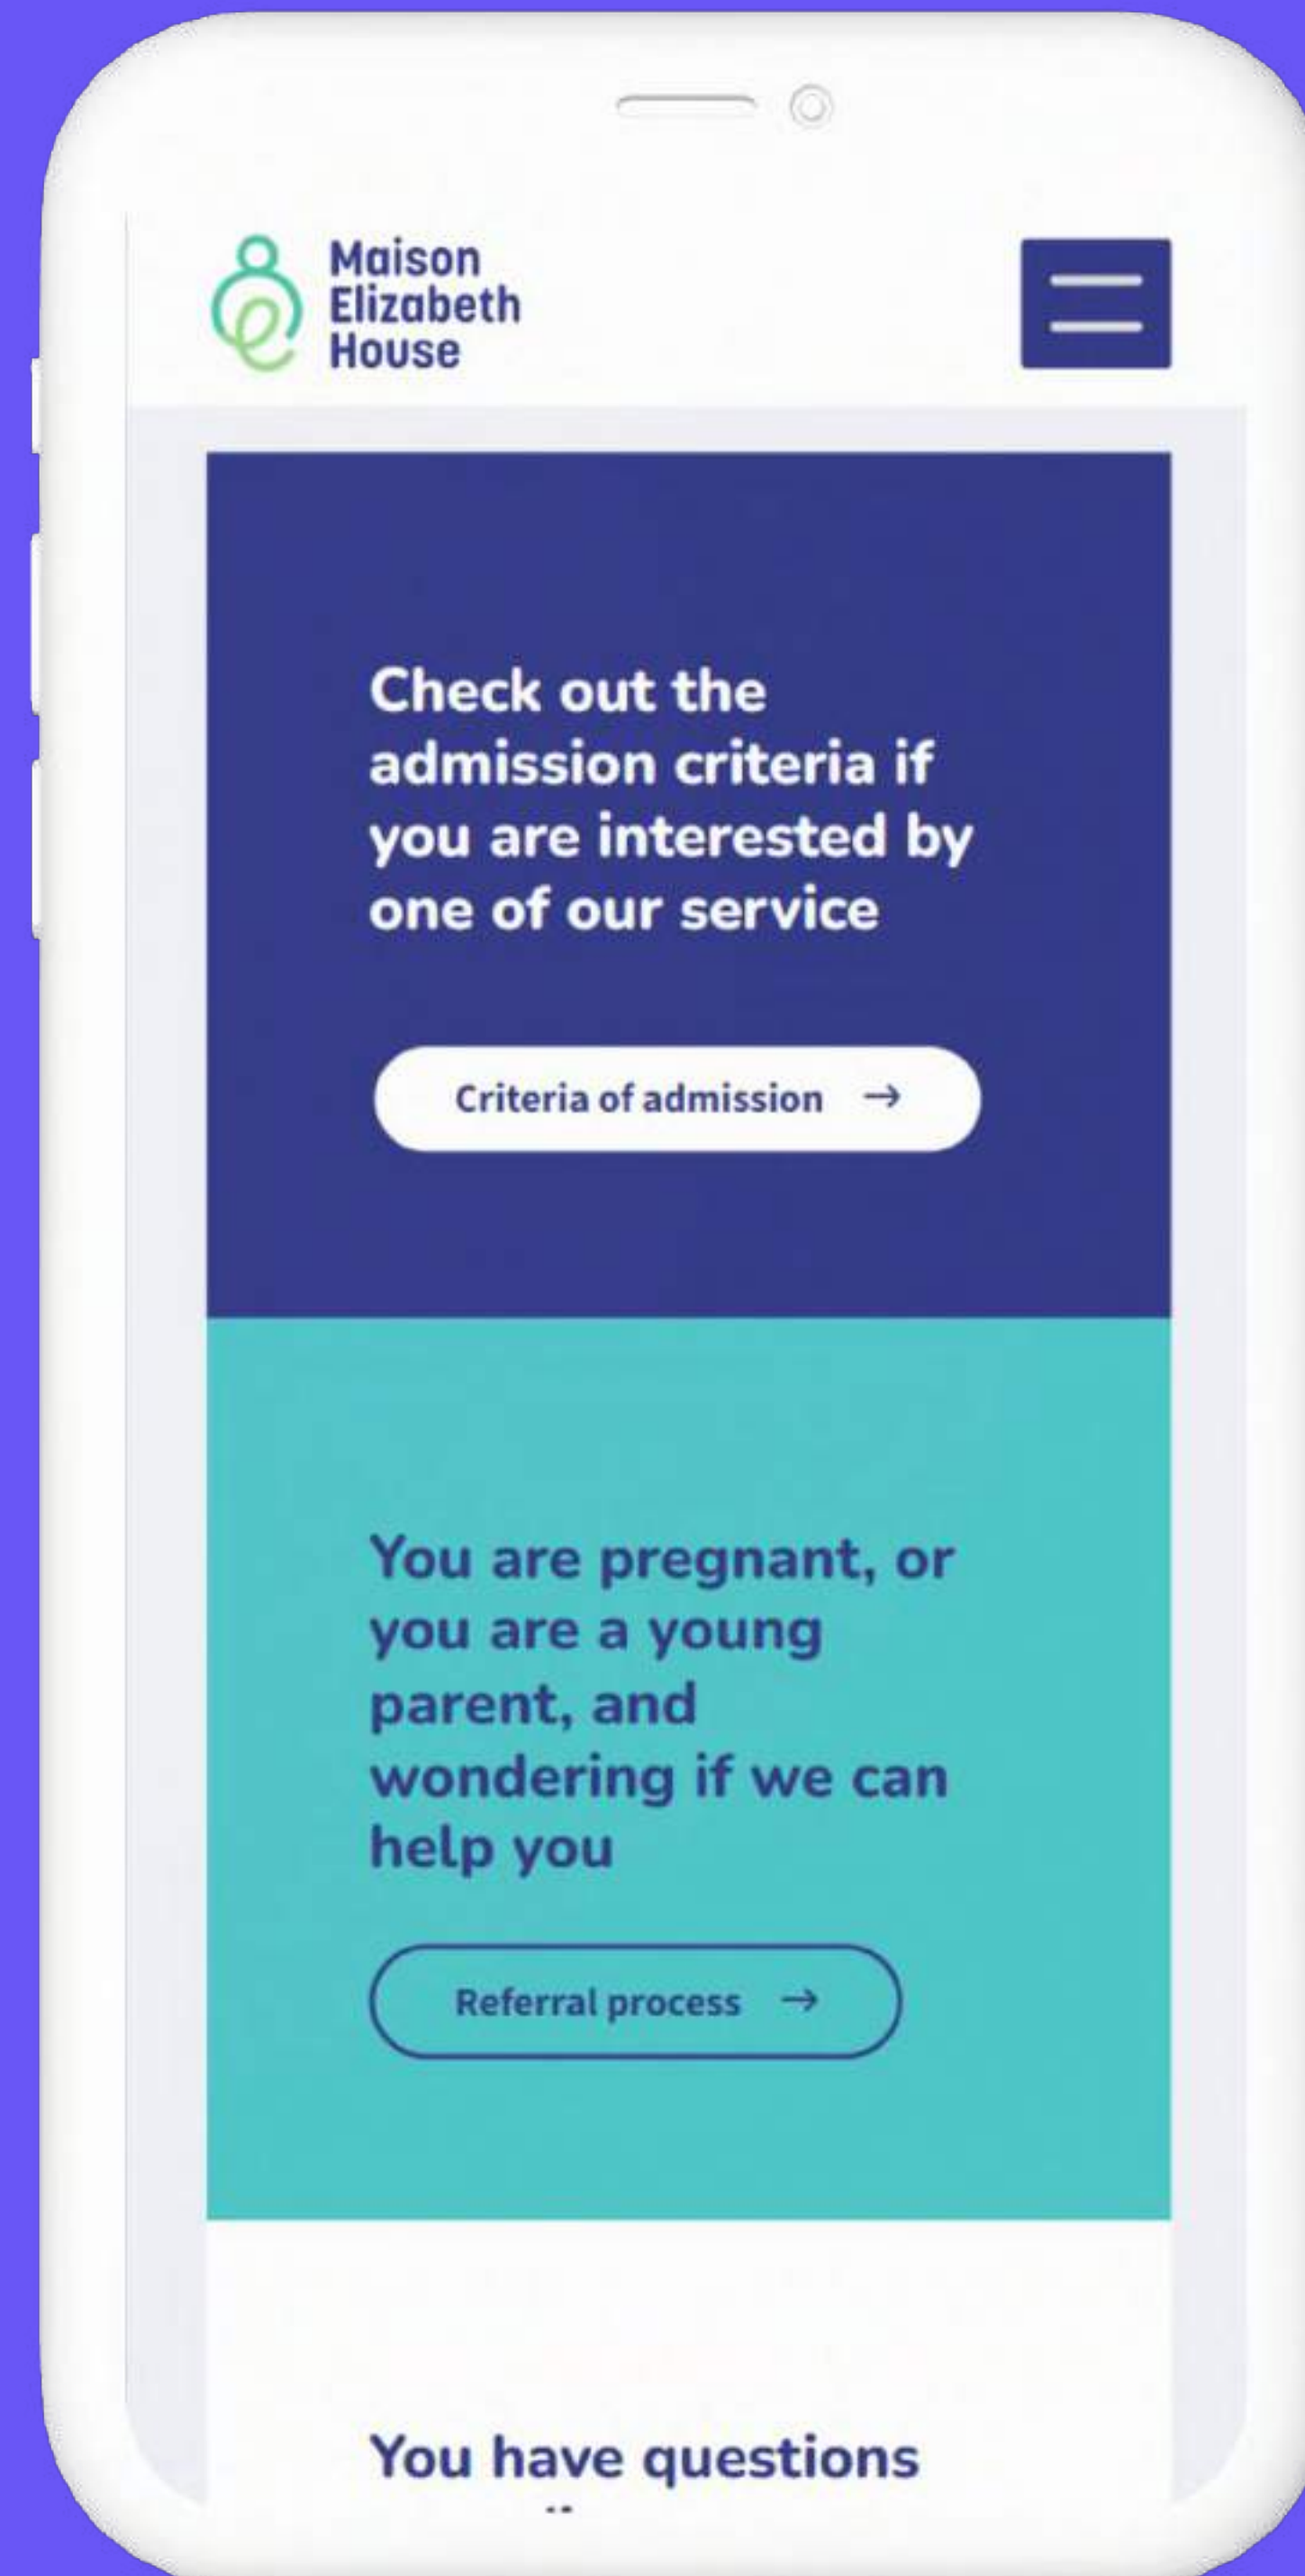 Maison
Elizabeth
House
Check out the
admission criteria if
you are interested by
one of our service
Criteria of admission →
You are pregnant, or
you are a young
parent, and
wondering if we can
help you
Referral process →
You have questions